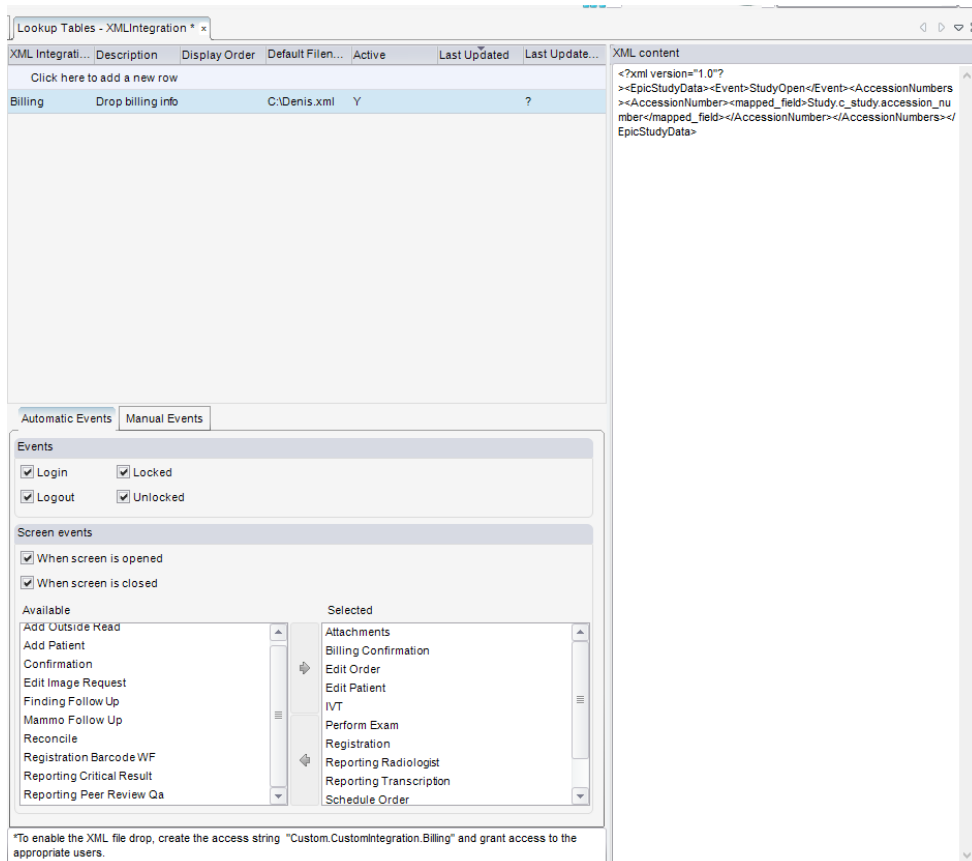 Lookup Tables - XMLIntegration * x
XML Integrati... Description Display Order Default Filen... Active Last Updated Last Update...
Click here to add a new row
Billing Drop billing info C:\Denis.xml Y ?
XML content
<?xml version="1.0"?
><EpicStudyData><Event>StudyOpen</Event><AccessionNumbers
><AccessionNumber><mapped_field>Study.c_study.accession_nu
mber</mapped_field></AccessionNumber></AccessionNumbers></
EpicStudyData>
Automatic Events Manual Events
Events
Login Locked
Logout Unlocked
Screen events
When screen is opened
When screen is closed
Available
Add Outside Read
Add Patient
Confirmation
Edit Image Request
Finding Follow Up
Mammo Follow Up
Reconcile
Registration Barcode WF
Reporting Critical Result
Reporting Peer Review Qa
Selected
Attachments
Billing Confirmation
Edit Order
Edit Patient
IVT
Perform Exam
Registration
Reporting Radiologist
Reporting Transcription
Schedule Order
*To enable the XML file drop, create the access string "Custom.CustomIntegration.Billing" and grant access to the
appropriate users.